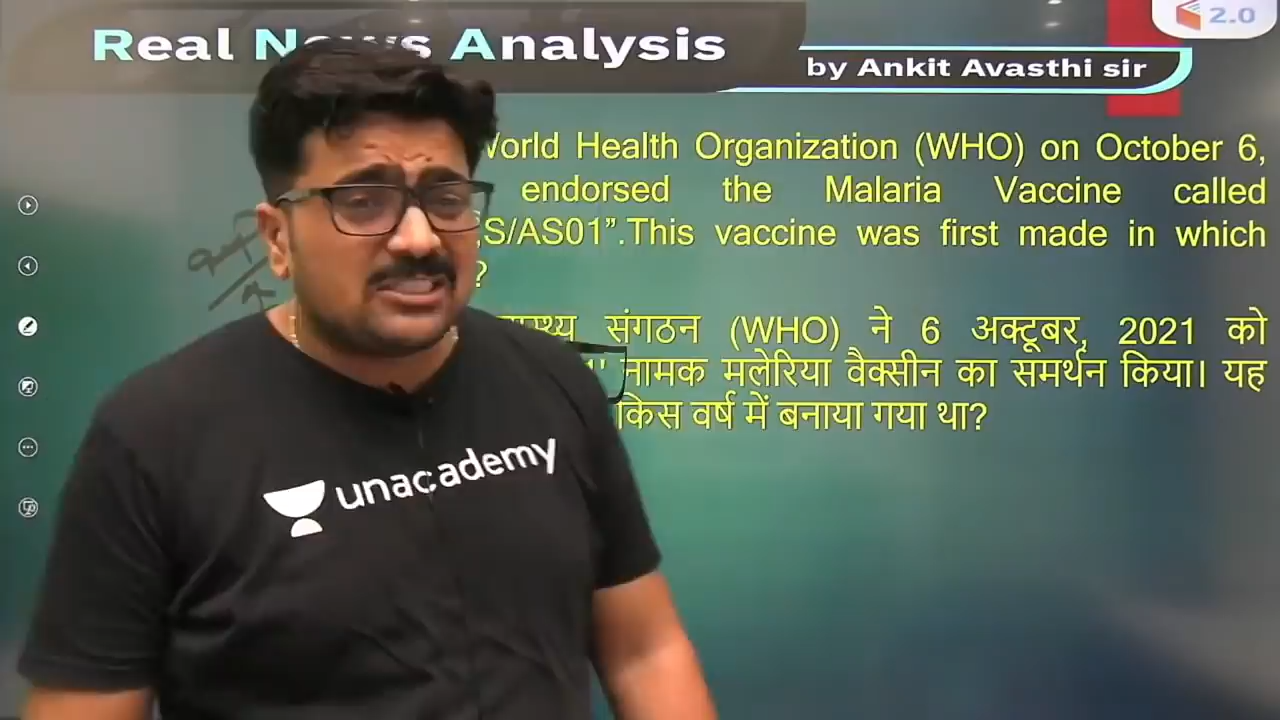 Real News Analysis
by Ankit Avasthi sir
2.0
World Health Organization (WHO) on October 6,
endorsed the Malaria Vaccine called
S/AS01”.This vaccine was first made in which
?
संगठन (WHO) ने 6 अक्टूबर, 2021 को
नामक मलेरिया वैक्सीन का समर्थन किया। यह
किस वर्ष में बनाया गया था?
unacademy